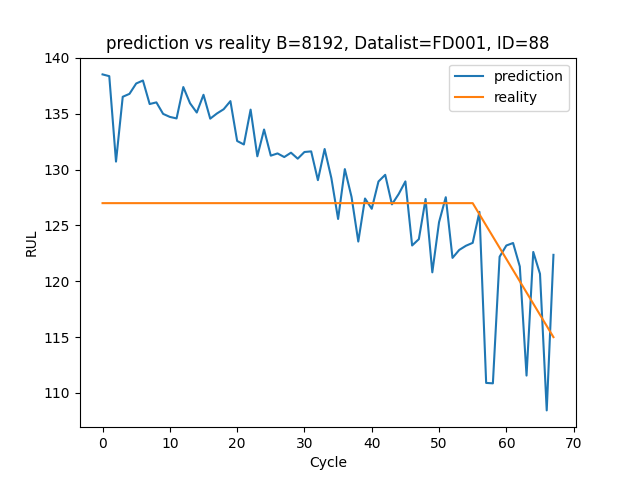 prediction vs reality B=8192, Datalist=FD001, ID=88
prediction
reality
RUL
140
135
130
125
120
115
110
0 10 20 30 40 50 60 70
Cycle